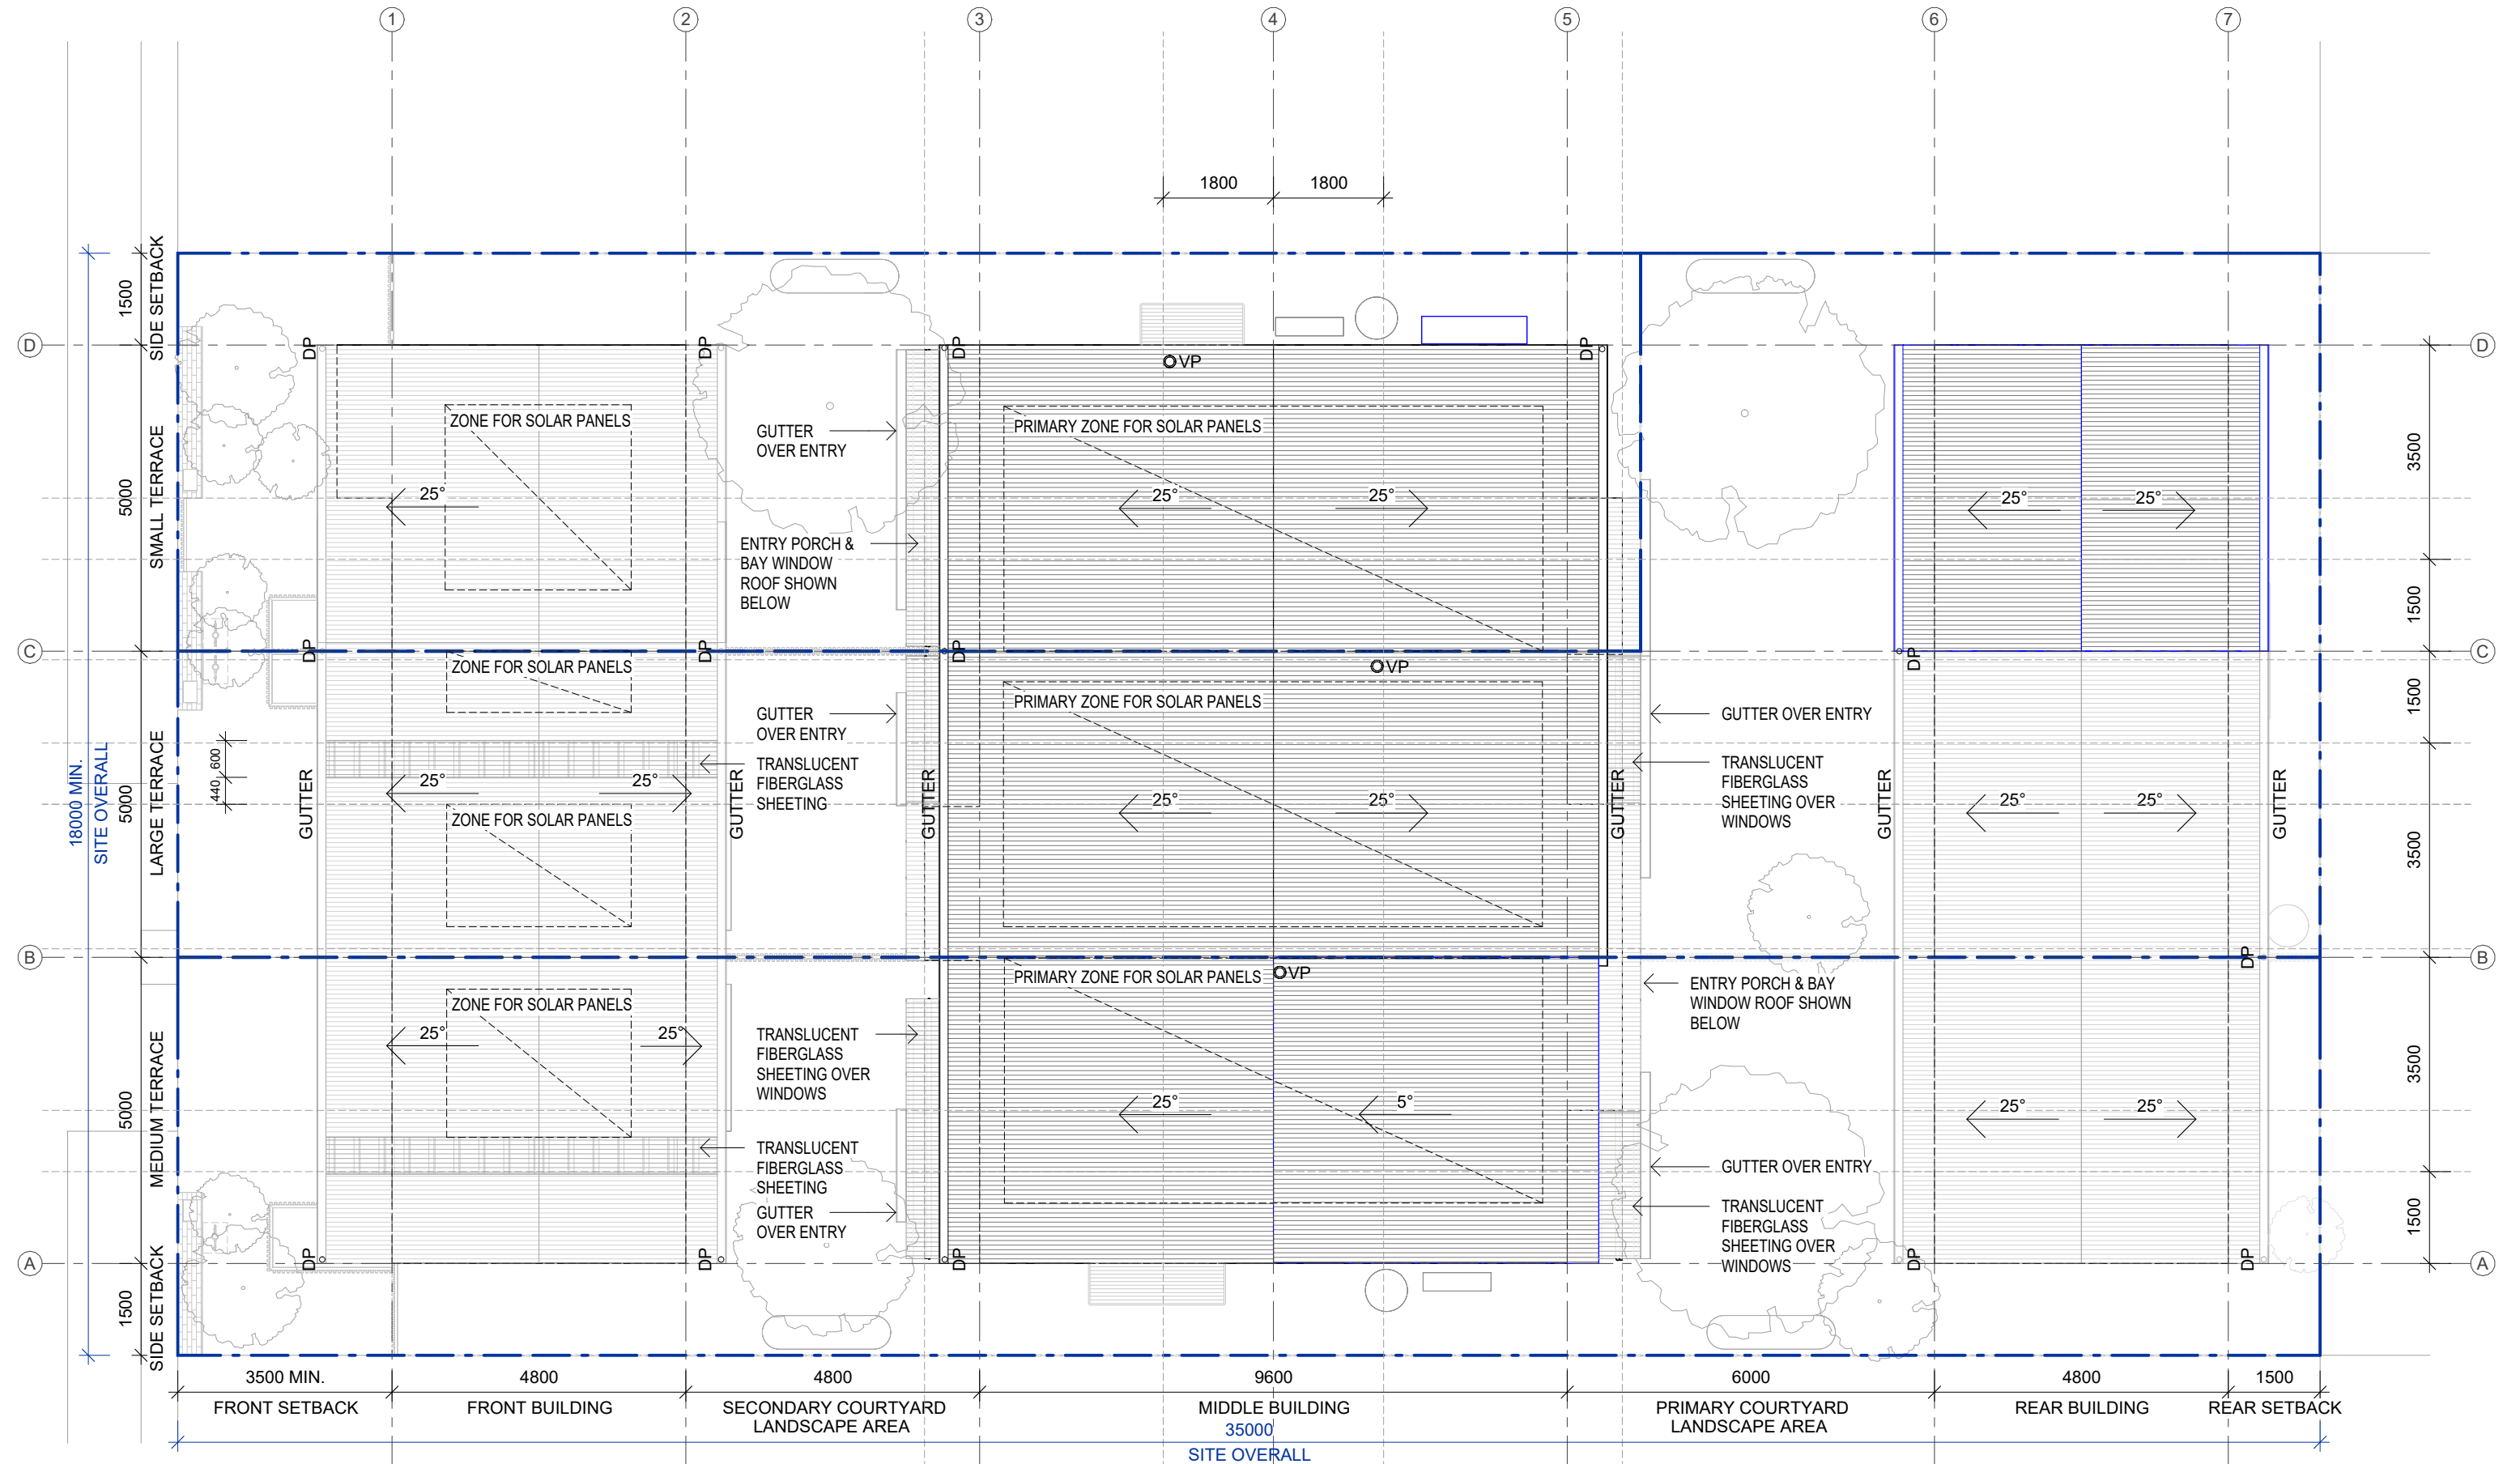 1 2 3 4 5 6 7
1800 1800
1500
SIDE SETBACK
D
DP
DP
DP
DP
D
VP
ZONE FOR SOLAR PANELS
PRIMARY ZONE FOR SOLAR PANELS
GUTTER
OVER ENTRY
SMALL TERRACE
5000
3500
25°
25°
25°
25°
25°
ENTRY PORCH &
BAY WINDOW
ROOF SHOWN
BELOW
1500
C
DP
DP
DP
DP
C
ZONE FOR SOLAR PANELS
VP
PRIMARY ZONE FOR SOLAR PANELS
1500
GUTTER
OVER ENTRY
GUTTER OVER ENTRY
600
440
TRANSLUCENT
FIBERGLASS
SHEETING
TRANSLUCENT
FIBERGLASS
SHEETING OVER
WINDOWS
18000 MIN.
SITE OVERALL
LARGE TERRACE
5000
25°
25°
25°
25°
25°
25°
GUTTER
GUTTER
GUTTER
GUTTER
GUTTER
GUTTER
ZONE FOR SOLAR PANELS
3500
B
DP
B
PRIMARY ZONE FOR SOLAR PANELS
VP
ZONE FOR SOLAR PANELS
ENTRY PORCH & BAY
WINDOW ROOF SHOWN
BELOW
25°
25°
TRANSLUCENT
FIBERGLASS
SHEETING OVER
WINDOWS
3500
MEDIUM TERRACE
5000
25°
5°
25°
25°
TRANSLUCENT
FIBERGLASS
SHEETING
GUTTER OVER ENTRY
GUTTER
OVER ENTRY
TRANSLUCENT
FIBERGLASS
SHEETING OVER
WINDOWS
1500
A
DP
DP
DP
DP
DP
A
1500
SIDE SETBACK
3500 MIN. 4800 4800 9600 6000 4800 1500
FRONT SETBACK FRONT BUILDING SECONDARY COURTYARD MIDDLE BUILDING PRIMARY COURTYARD REAR BUILDING REAR SETBACK
LANDSCAPE AREA LANDSCAPE AREA
35000
SITE OVERALL